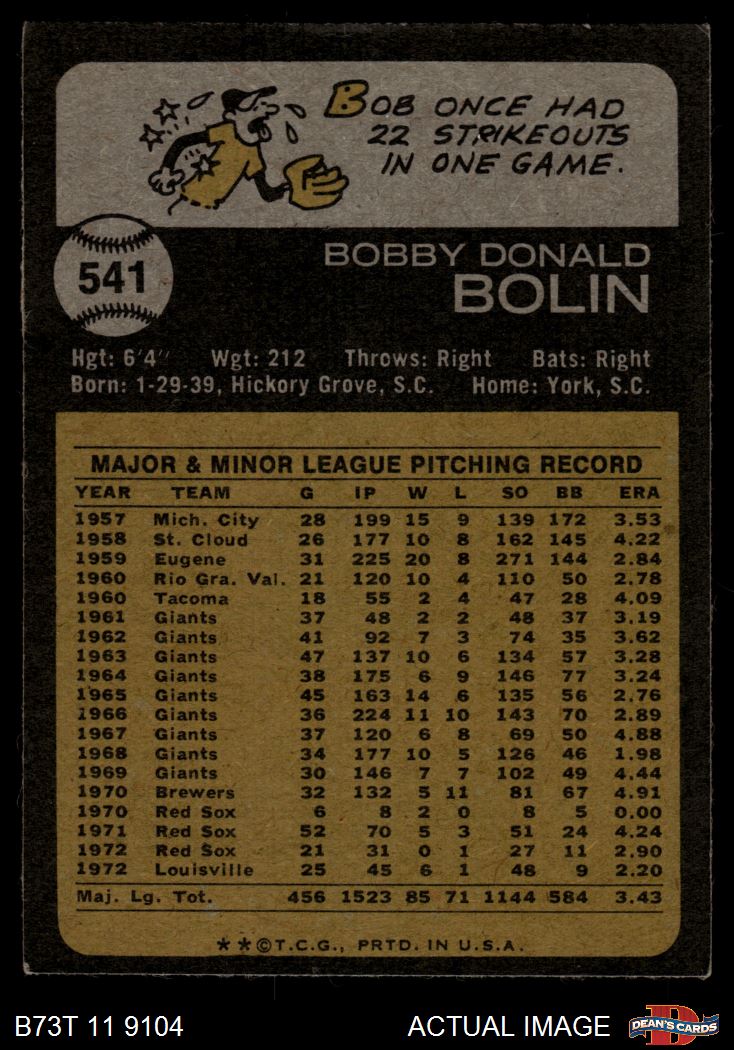 BOB ONCE HAD
22 STRIKEOUTS
IN ONE GAME.
541
BOBBY DONALD
BOLIN
Hgt: 6'4" Wgt: 212 Throws: Right Bats: Right
Born: 1-29-39, Hickory Grove, S.C. Home: York, S.C.
MAJOR & MINOR LEAGUE PITCHING RECORD
YEAR TEAM G IP W L SO BB ERA
1957 Mich. City 28 199 15 9 139 172 3.53
1958 St. Cloud 26 177 10 8 162 145 4.22
1959 Eugene 31 225 20 8 271 144 2.84
1960 Rio Gra. Val. 21 120 10 4 110 50 2.78
1960 Tacoma 18 55 2 4 47 28 4.09
1961 Giants 37 48 2 2 48 37 3.19
1962 Giants 41 92 7 3 74 35 3.62
1963 Giants 47 137 10 6 134 57 3.28
1964 Giants 38 175 6 9 146 77 3.24
1965 Giants 45 163 14 6 135 56 2.76
1966 Giants 36 224 11 10 143 70 2.89
1967 Giants 37 120 6 8 69 50 4.88
1968 Giants 34 177 10 5 126 46 1.98
1969 Giants 30 146 7 7 102 49 4.44
1970 Brewers 32 132 5 11 81 67 4.91
1970 Red Sox 6 8 2 0 8 5 0.00
1971 Red Sox 52 70 5 3 51 24 4.24
1972 Red Sox 21 31 0 1 27 11 2.90
1972 Louisville 25 45 6 1 48 9 2.20
Maj. Lg. Tot. 456 1523 85 71 1144 584 3.43
★★©T.C.G., PRTD. IN U.S.A.
B73T 11 9104 ACTUAL IMAGE
DEAN'S CARDS